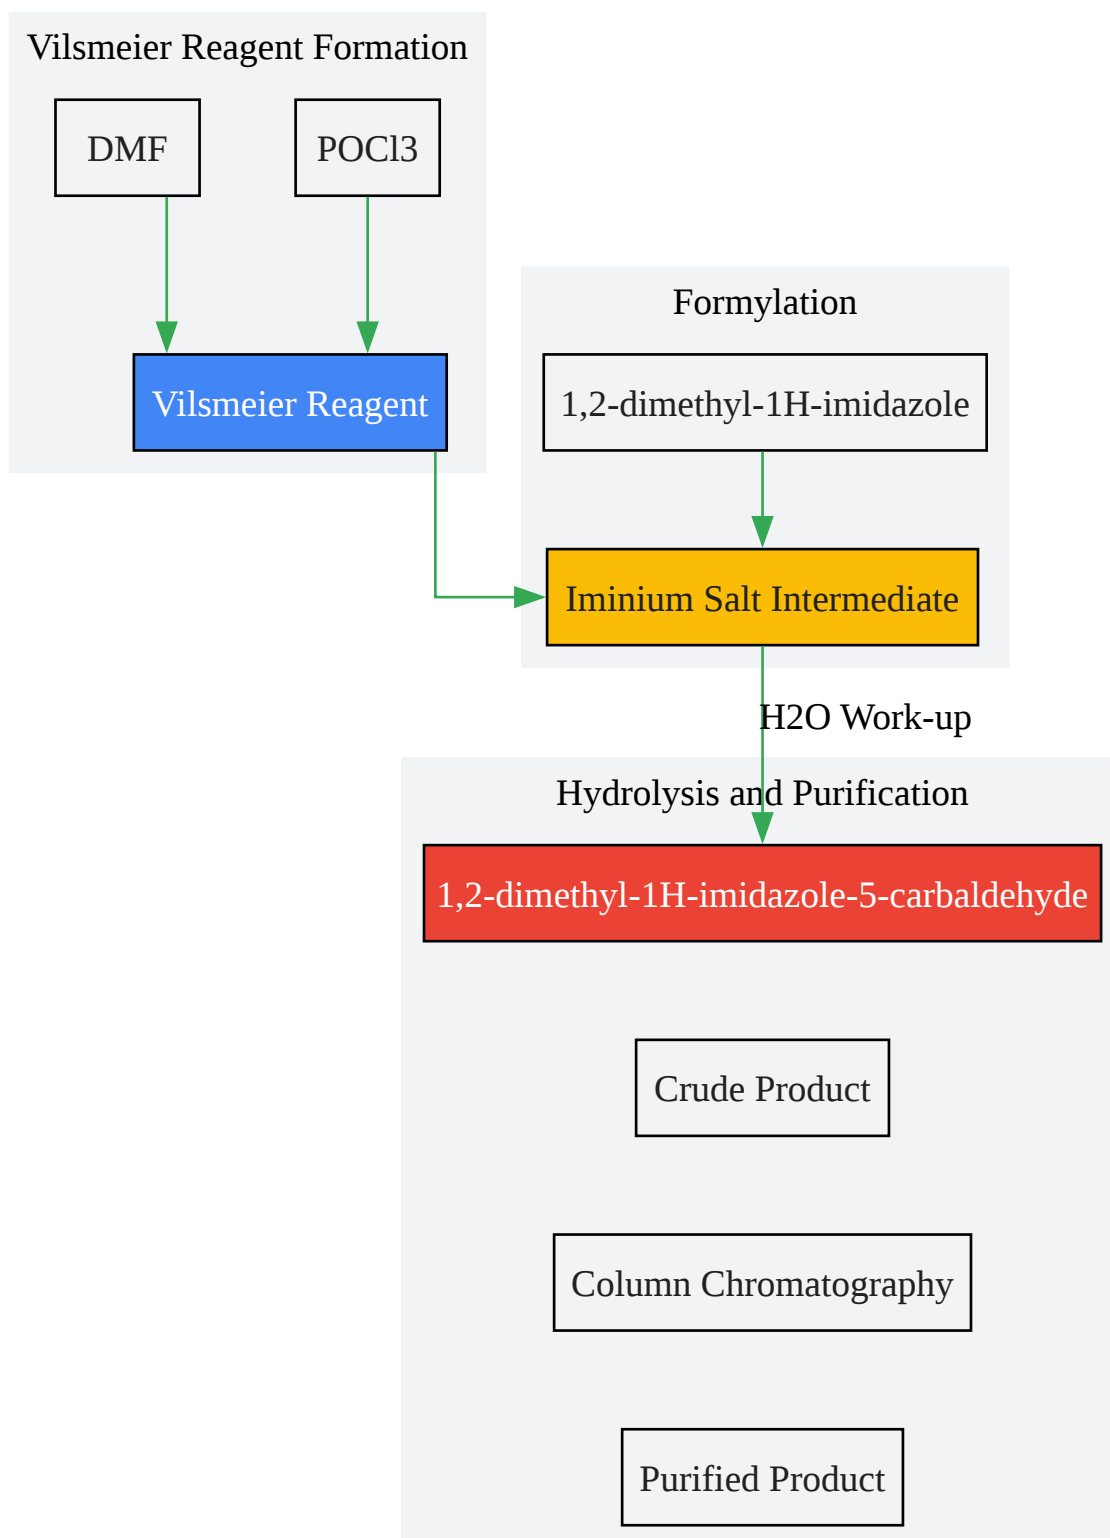 Vilsmeier Reagent Formation
DMF
POCl3
Vilsmeier Reagent
Formylation
1,2-dimethyl-1H-imidazole
Iminium Salt Intermediate
H2O Work-up
Hydrolysis and Purification
1,2-dimethyl-1H-imidazole-5-carbaldehyde
Crude Product
Column Chromatography
Purified Product